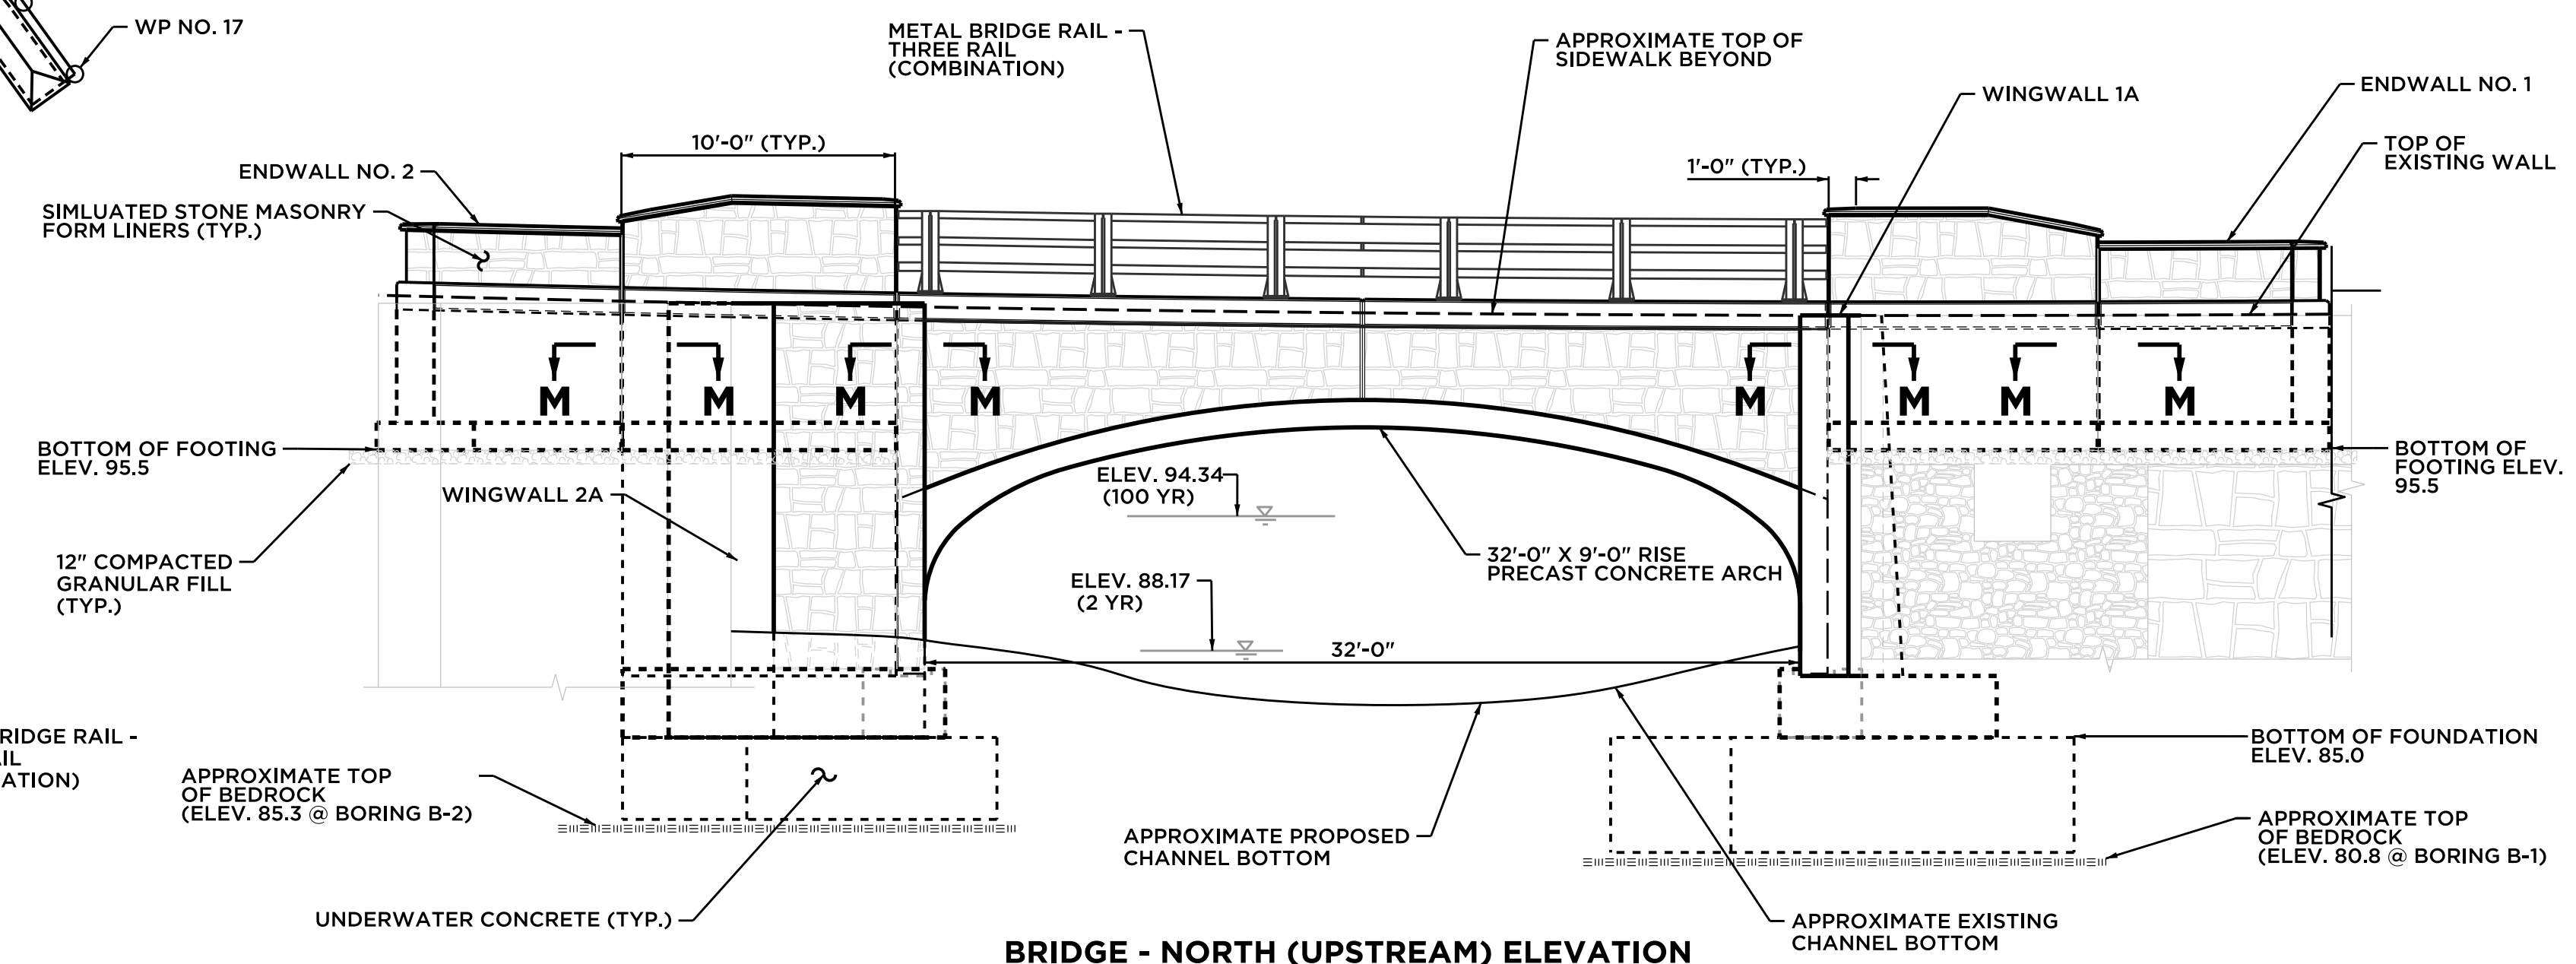 WP NO. 17
METAL BRIDGE RAIL -
THREE RAIL
(COMBINATION)
APPROXIMATE TOP OF
SIDEWALK BEYOND
WINGWALL 1A
ENDWALL NO. 1
TOP OF
EXISTING WALL
10'-0" (TYP.)
1'-0" (TYP.)
ENDWALL NO. 2
SIMLUATED STONE MASONRY
FORM LINERS (TYP.)
M
M
M
M
M
M
M
M
BOTTOM OF FOOTING
ELEV. 95.5
WINGWALL 2A
12" COMPACTED
GRANULAR FILL
(TYP.)
ELEV. 94.34
(100 YR)
ELEV. 88.17
(2 YR)
32'-0" X 9'-0" RISE
PRECAST CONCRETE ARCH
32'-0"
BOTTOM OF
FOOTING ELEV.
95.5
RIDGE RAIL -
AIL
ATION)
APPROXIMATE TOP
OF BEDROCK
(ELEV. 85.3 @ BORING B-2)
UNDERWATER CONCRETE (TYP.)
APPROXIMATE PROPOSED
CHANNEL BOTTOM
APPROXIMATE EXISTING
CHANNEL BOTTOM
BOTTOM OF FOUNDATION
ELEV. 85.0
APPROXIMATE TOP
OF BEDROCK
(ELEV. 80.8 @ BORING B-1)
BRIDGE - NORTH (UPSTREAM) ELEVATION